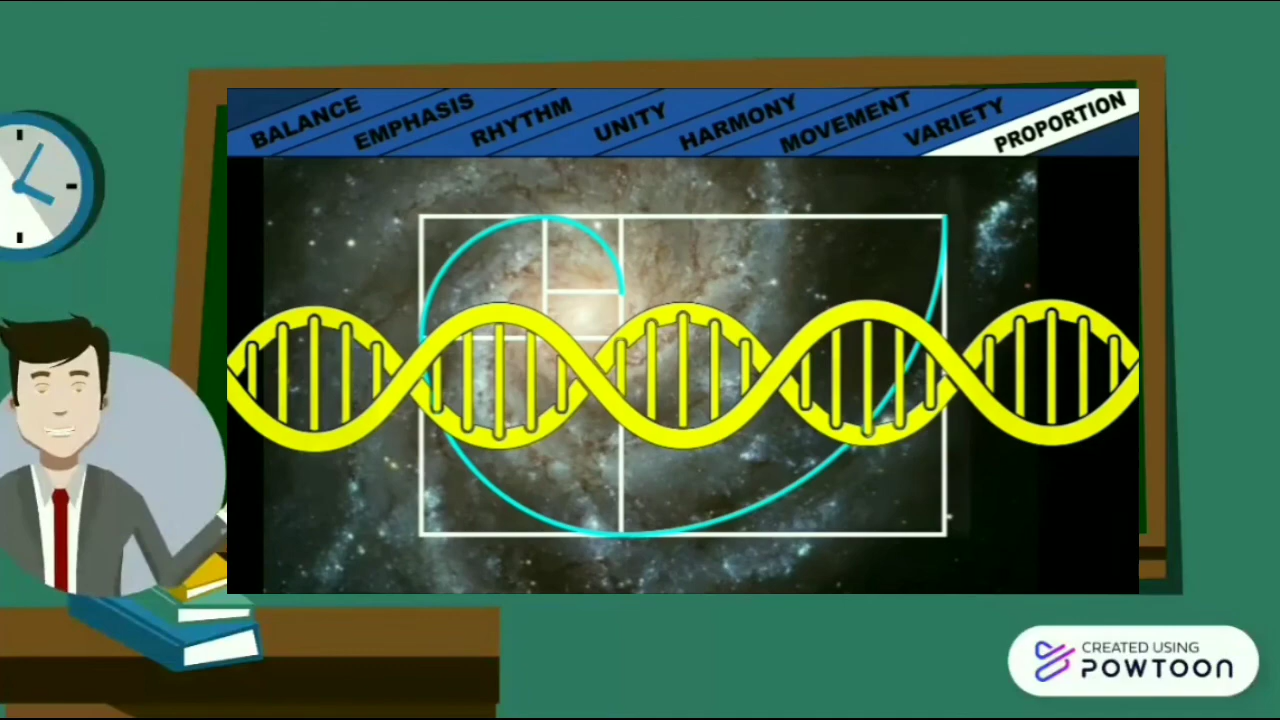 BALANCE
EMPHASIS
RHYTHM
UNITY
HARMONY
MOVEMENT
VARIETY
PROPORTION
CREATED USING
POWTOON